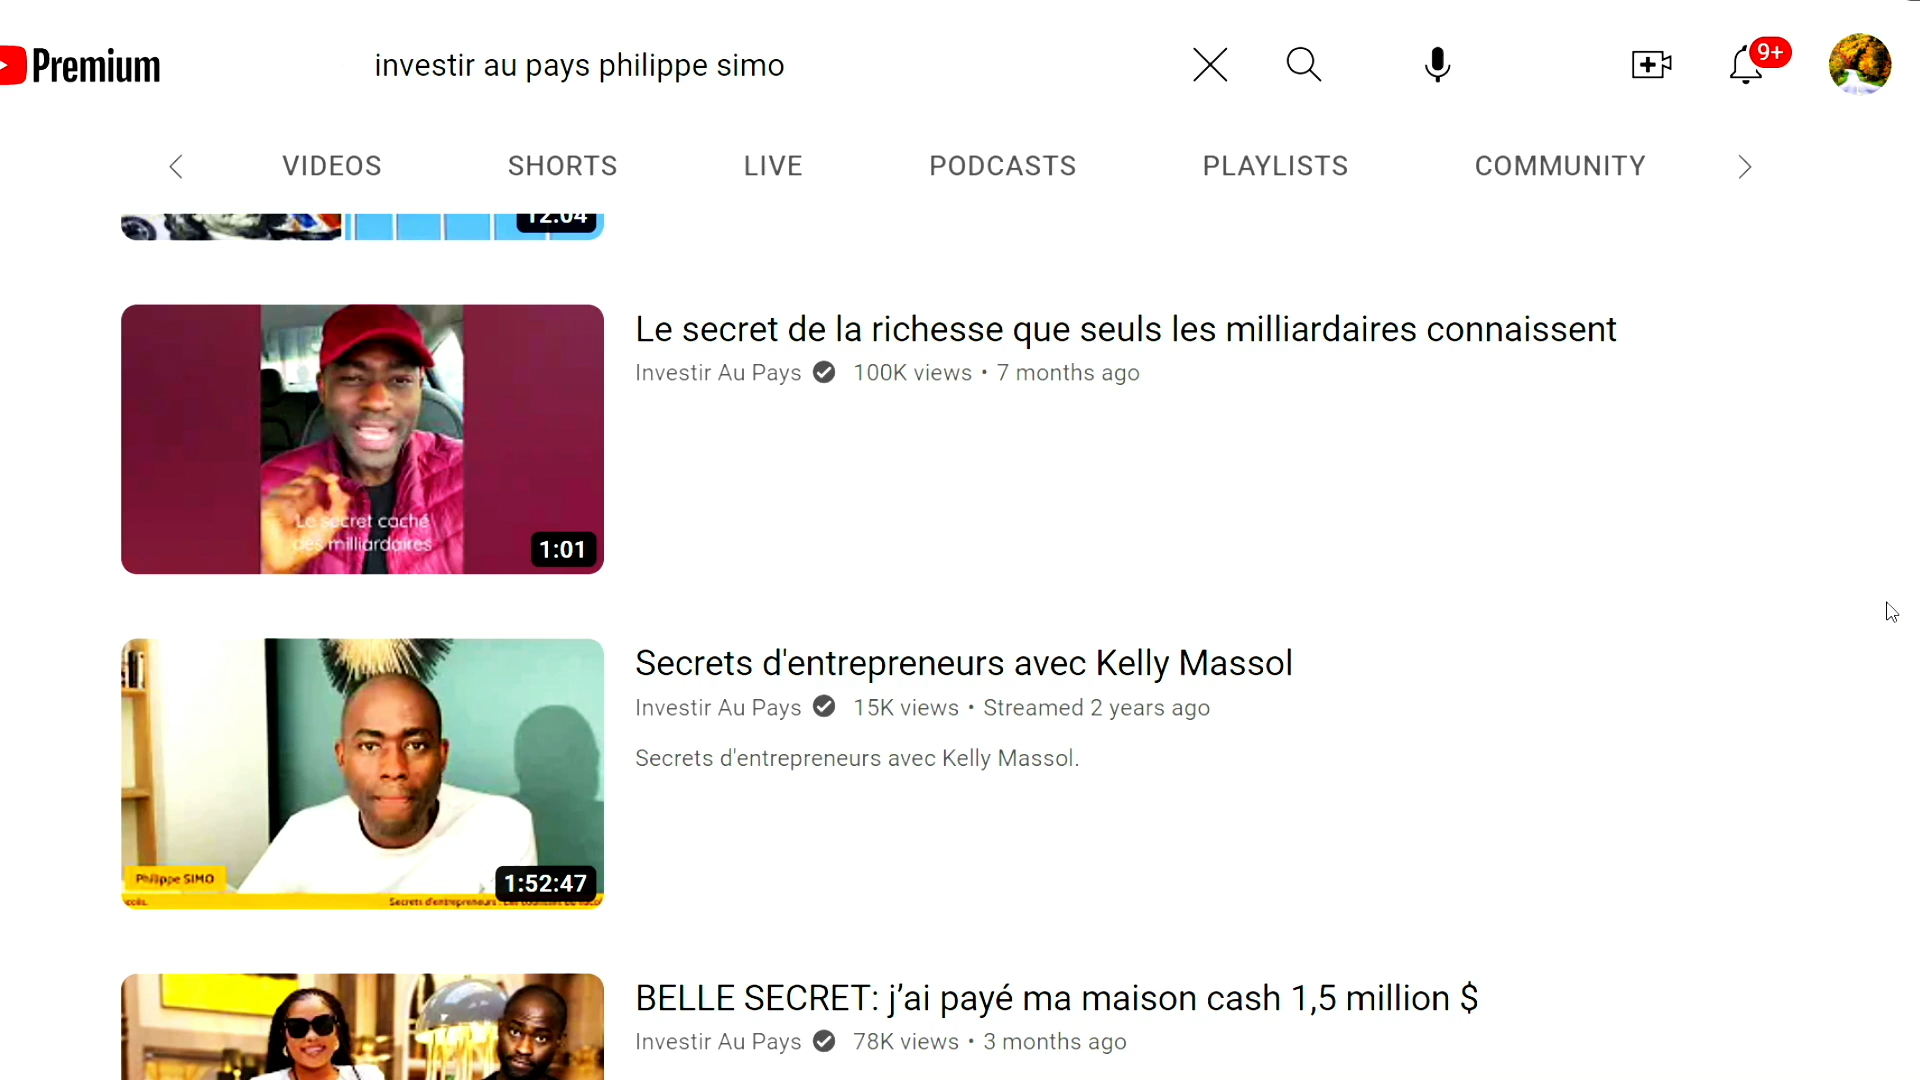 Premium
investir au pays philippe simo
9+
VIDEOS SHORTS LIVE PODCASTS PLAYLISTS COMMUNITY
12:04
Le secret de la richesse que seuls les milliardaires connaissent
Investir Au Pays 100K views • 7 months ago
Le secret caché
des milliardaires
1:01
Secrets d'entrepreneurs avec Kelly Massol
Investir Au Pays 15K views • Streamed 2 years ago
Secrets d'entrepreneurs avec Kelly Massol.
Philippe SIMO
1:52:47
Secrets d'entrepreneurs :
BELLE SECRET: j’ai payé ma maison cash 1,5 million $
Investir Au Pays 78K views • 3 months ago